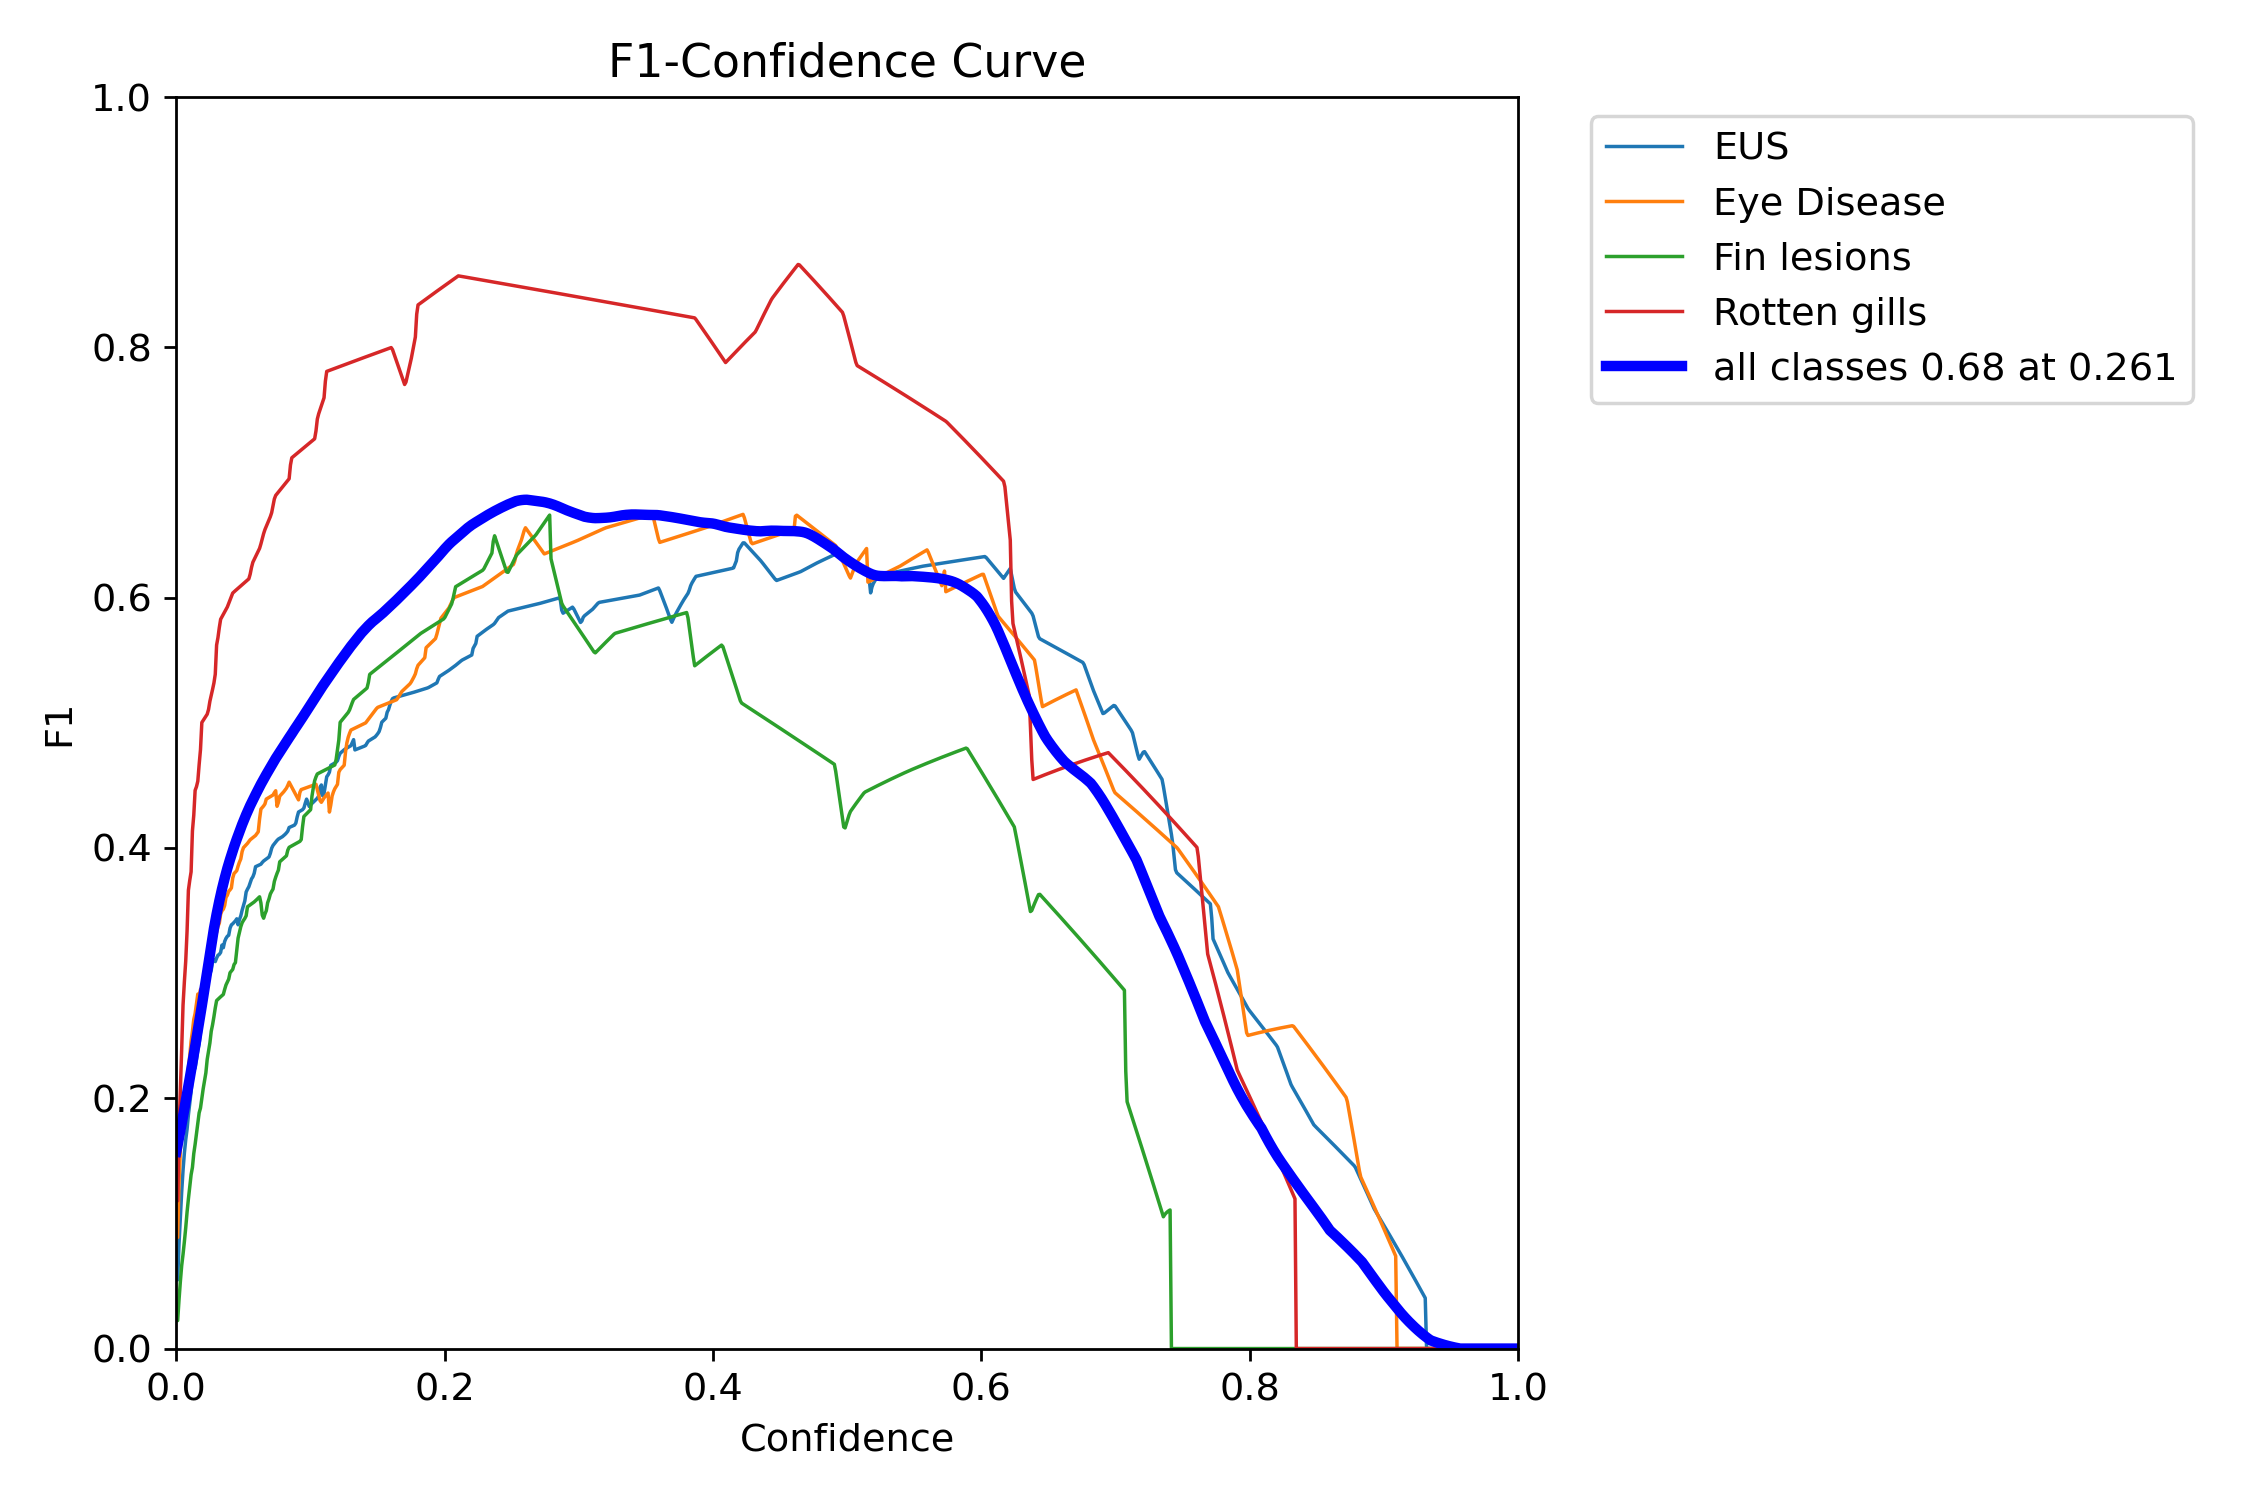 F1-Confidence Curve
1.0
0.8
0.6
0.4
0.2
0.0
F1
0.0 0.2 0.4 0.6 0.8 1.0
Confidence
EUS
Eye Disease
Fin lesions
Rotten gills
all classes 0.68 at 0.261